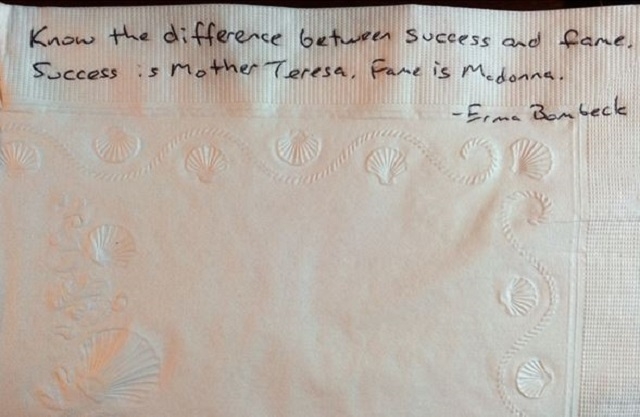 Know the difference between success and fame.
Success is Mother Teresa. Fame is Madonna.
-Erma Bombeck